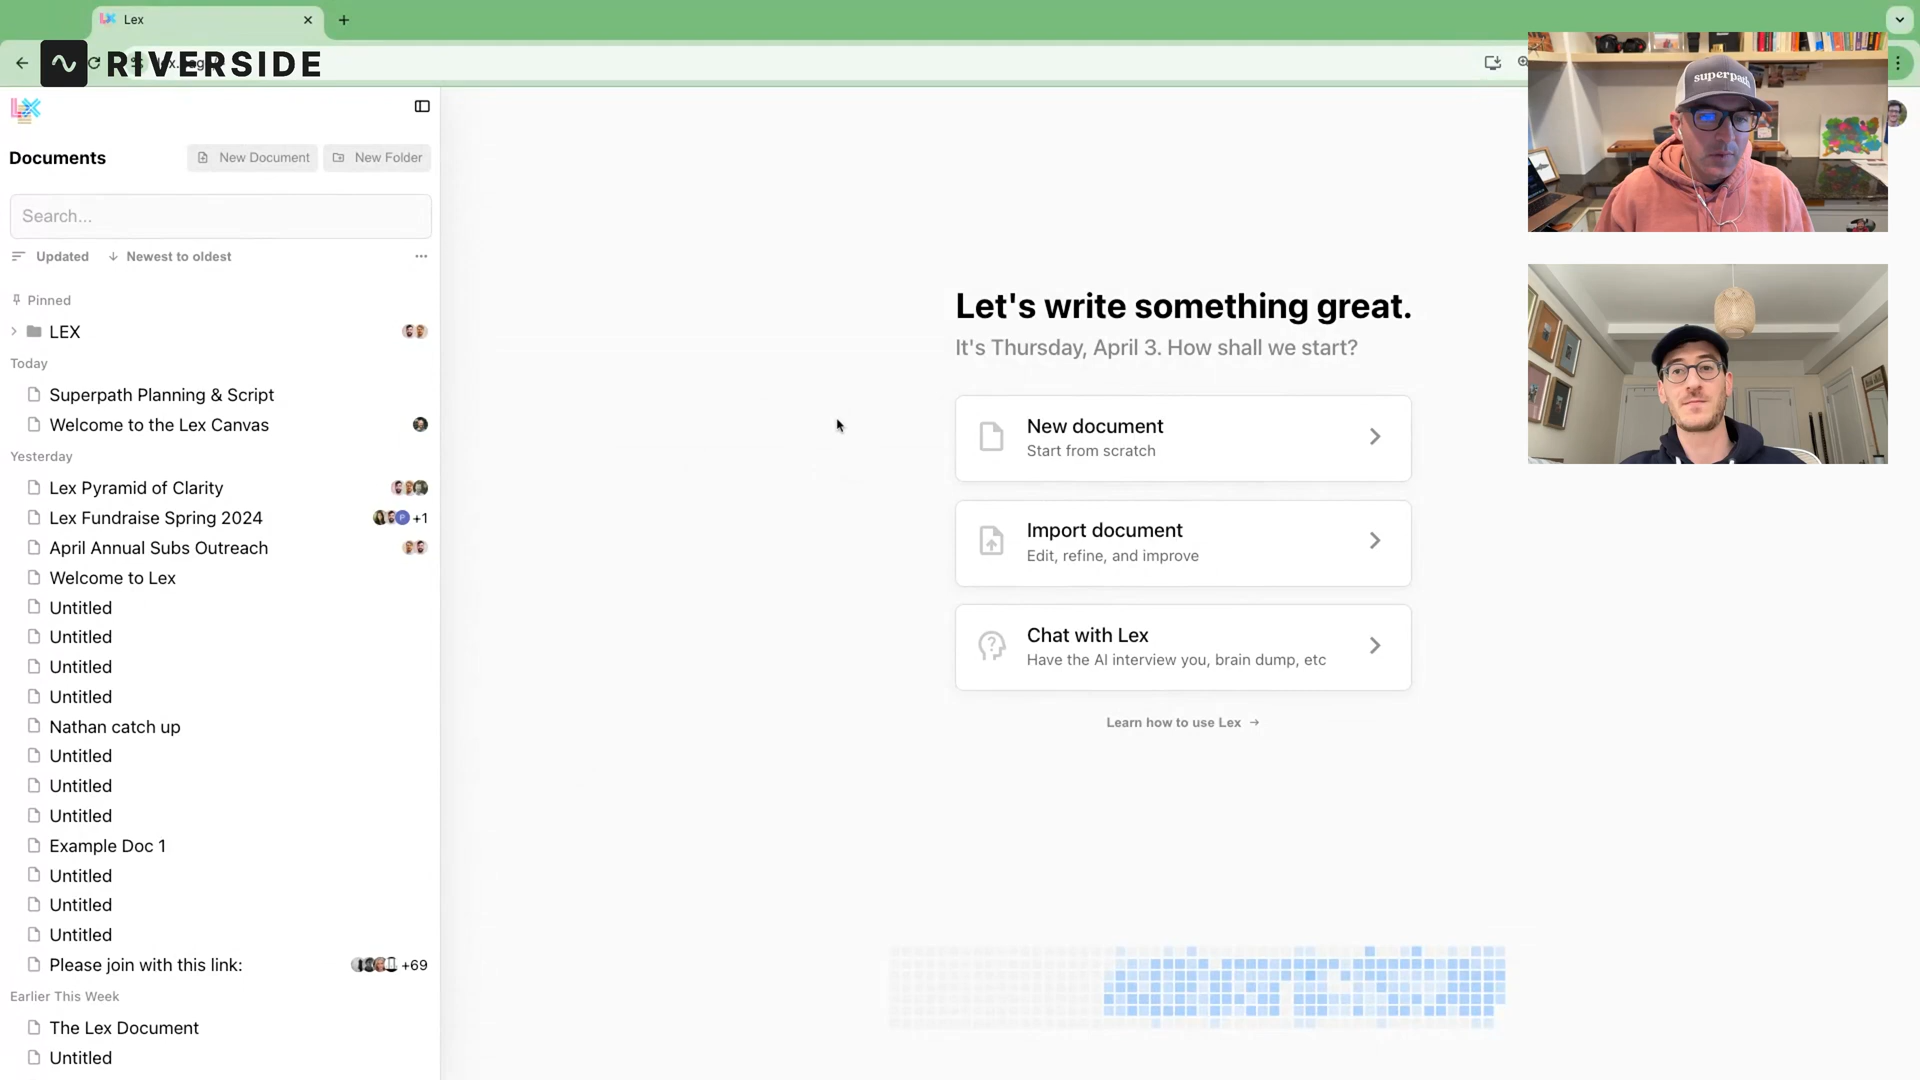 Lex
RIVERSIDE
superpath
LEX
Documents
New Document
New Folder
Search...
Updated
Newest to oldest
Pinned
LEX
Today
Superpath Planning & Script
Welcome to the Lex Canvas
Yesterday
Lex Pyramid of Clarity
Lex Fundraise Spring 2024
P
+1
April Annual Subs Outreach
Welcome to Lex
Untitled
Untitled
Untitled
Untitled
Nathan catch up
Untitled
Untitled
Untitled
Example Doc 1
Untitled
Untitled
Untitled
Please join with this link:
+69
Earlier This Week
The Lex Document
Untitled
Let's write something great.
It's Thursday, April 3. How shall we start?
New document
Start from scratch
Import document
Edit, refine, and improve
Chat with Lex
Have the AI interview you, brain dump, etc
Learn how to use Lex →